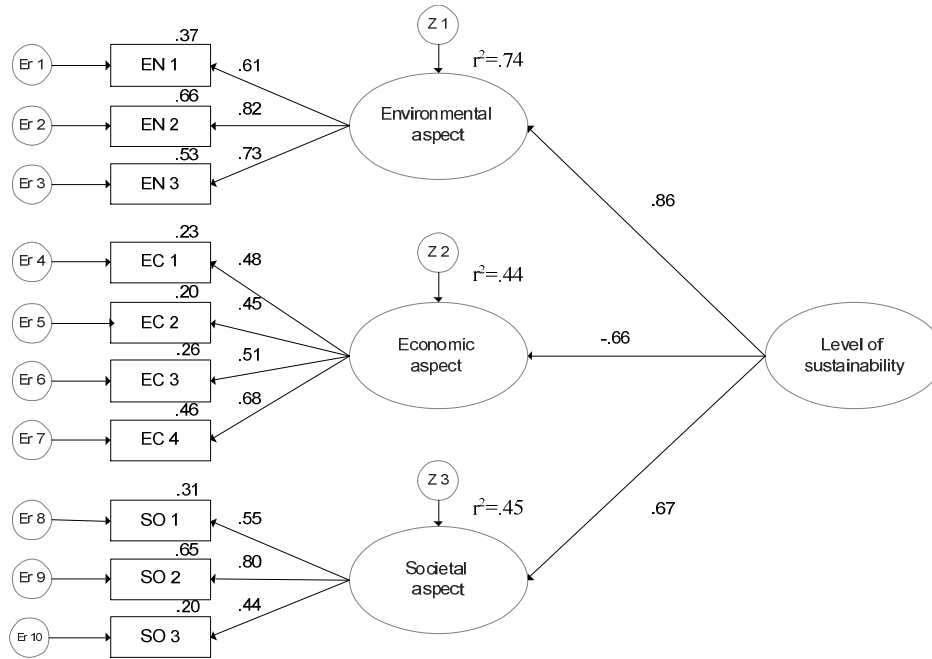 Z 1
r²=.74
.37
Er 1
EN 1
.61
.66
Er 2
EN 2
.82
Environmental
aspect
.53
Er 3
EN 3
.73
.86
.23
Er 4
EC 1
.48
Z 2
r²=.44
.20
Er 5
EC 2
.45
.26
Er 6
EC 3
.51
Economic
aspect
-.66
Level of
sustainability
.46
Er 7
EC 4
.68
.31
Er 8
SO 1
.55
Z 3
r²=.45
.67
.65
Er 9
SO 2
.80
Societal
aspect
.20
Er 10
SO 3
.44